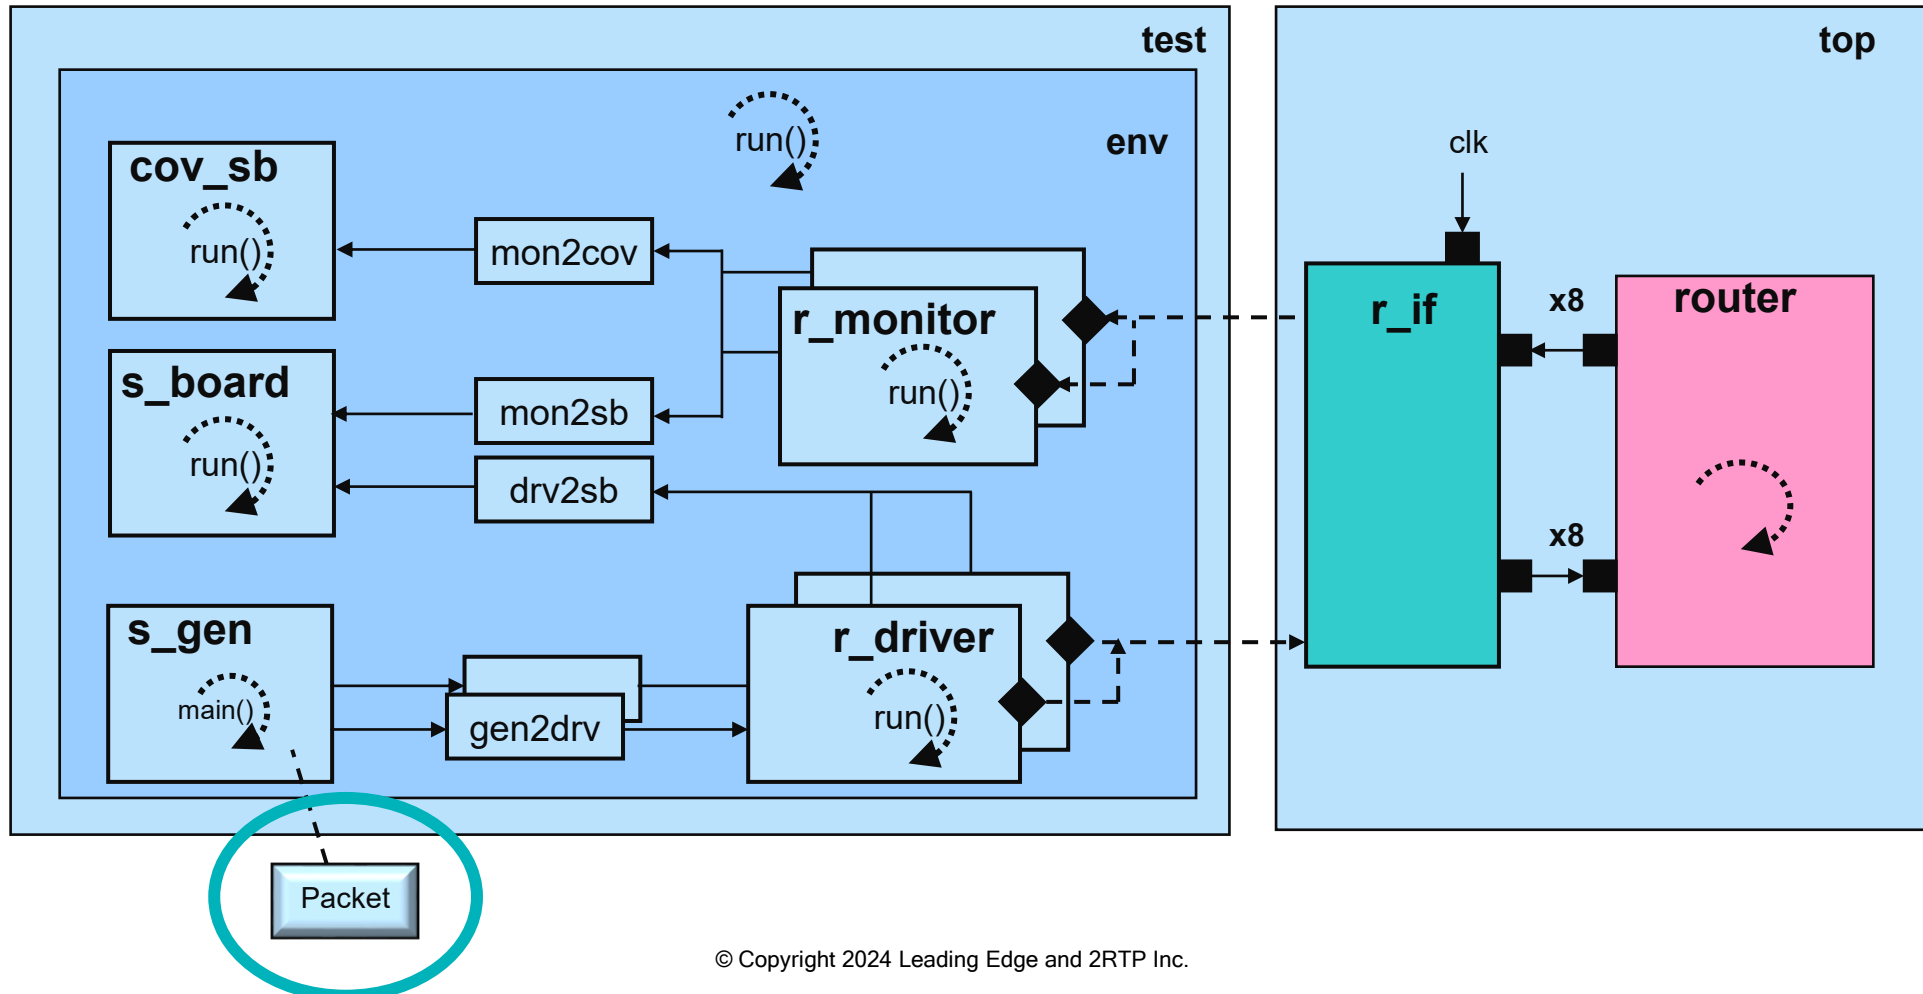 test
top
run()
env
clk
cov_sb
run()
mon2cov
r_monitor
run()
r_if
x8
router
s_board
run()
mon2sb
drv2sb
x8
s_gen
main()
gen2drv
r_driver
run()
Packet
© Copyright 2024 Leading Edge and 2RTP Inc.